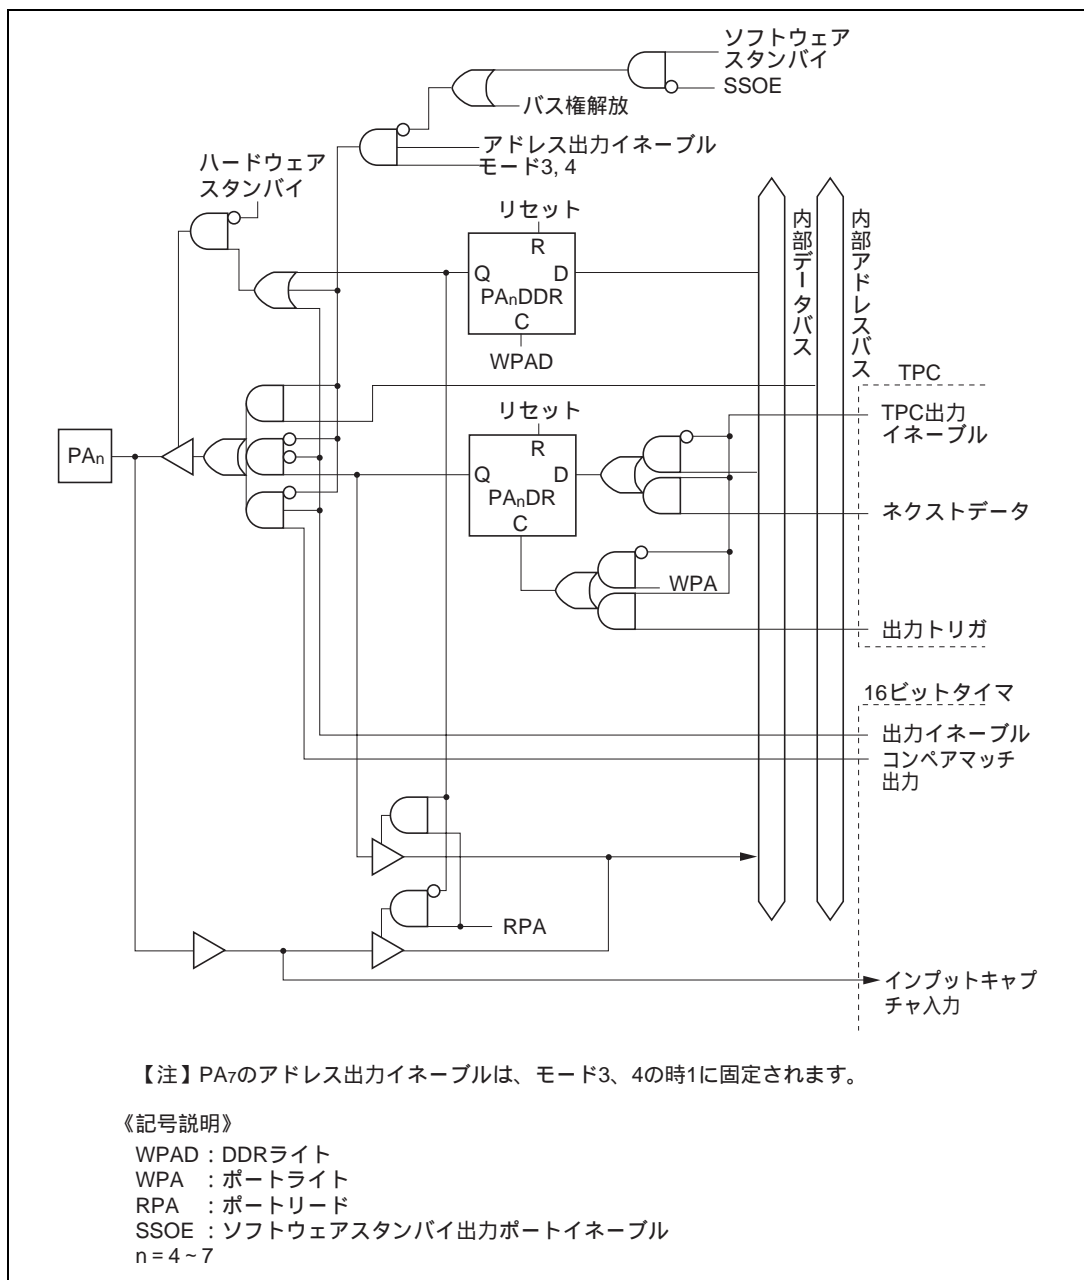 ソフトウェア
スタンバイ
SSOE
バス権解放
アドレス出力イネーブル
モード3, 4
ハードウェア
スタンバイ
リセット
R
Q D
PAnDDR
C
WPAD
内部データバス
内部アドレスバス
TPC
TPC出力
イネーブル
リセット
R
Q D
PAnDR
C
PAn
ネクストデータ
WPA
出力トリガ
16ビットタイマ
出力イネーブル
コンペアマッチ
出力
RPA
インプットキャプ
チャ入力
【注】PA7のアドレス出力イネーブルは、モード3、4の時1に固定されます。
《記号説明》
WPAD:DDRライト
WPA :ポートライト
RPA :ポートリード
SSOE:ソフトウェアスタンバイ出力ポートイネーブル
n = 4 ~ 7